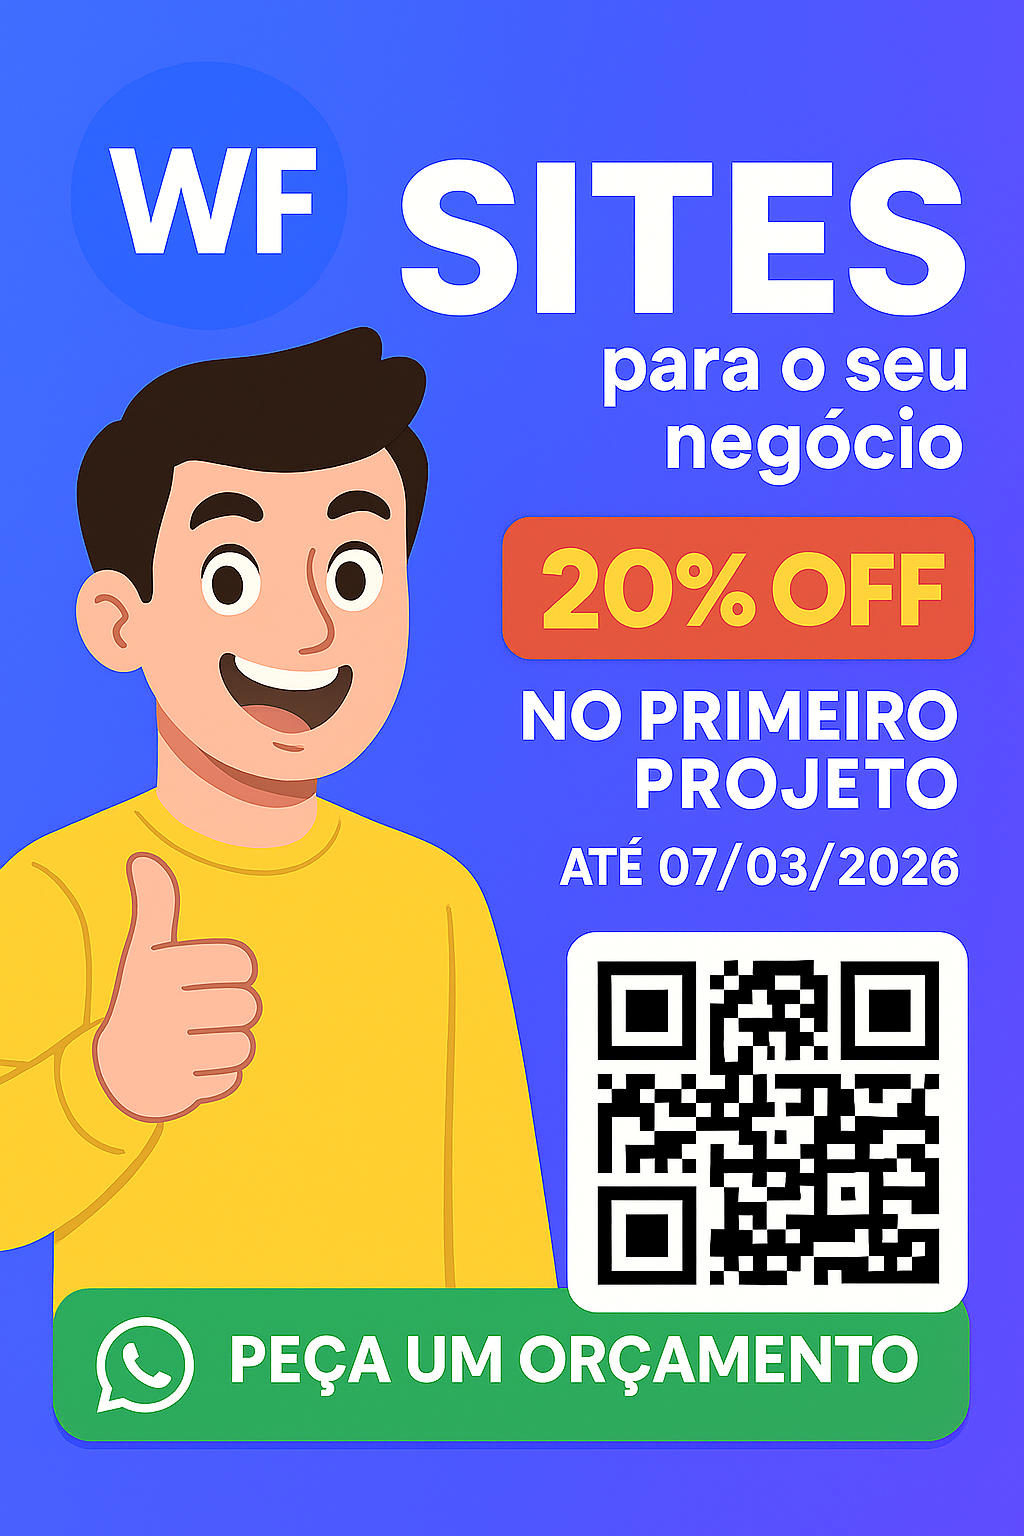 WF
SITES
para o seu
negócio
20% OFF
NO PRIMEIRO
PROJETO
ATÉ 07/03/2026
PEÇA UM ORÇAMENTO